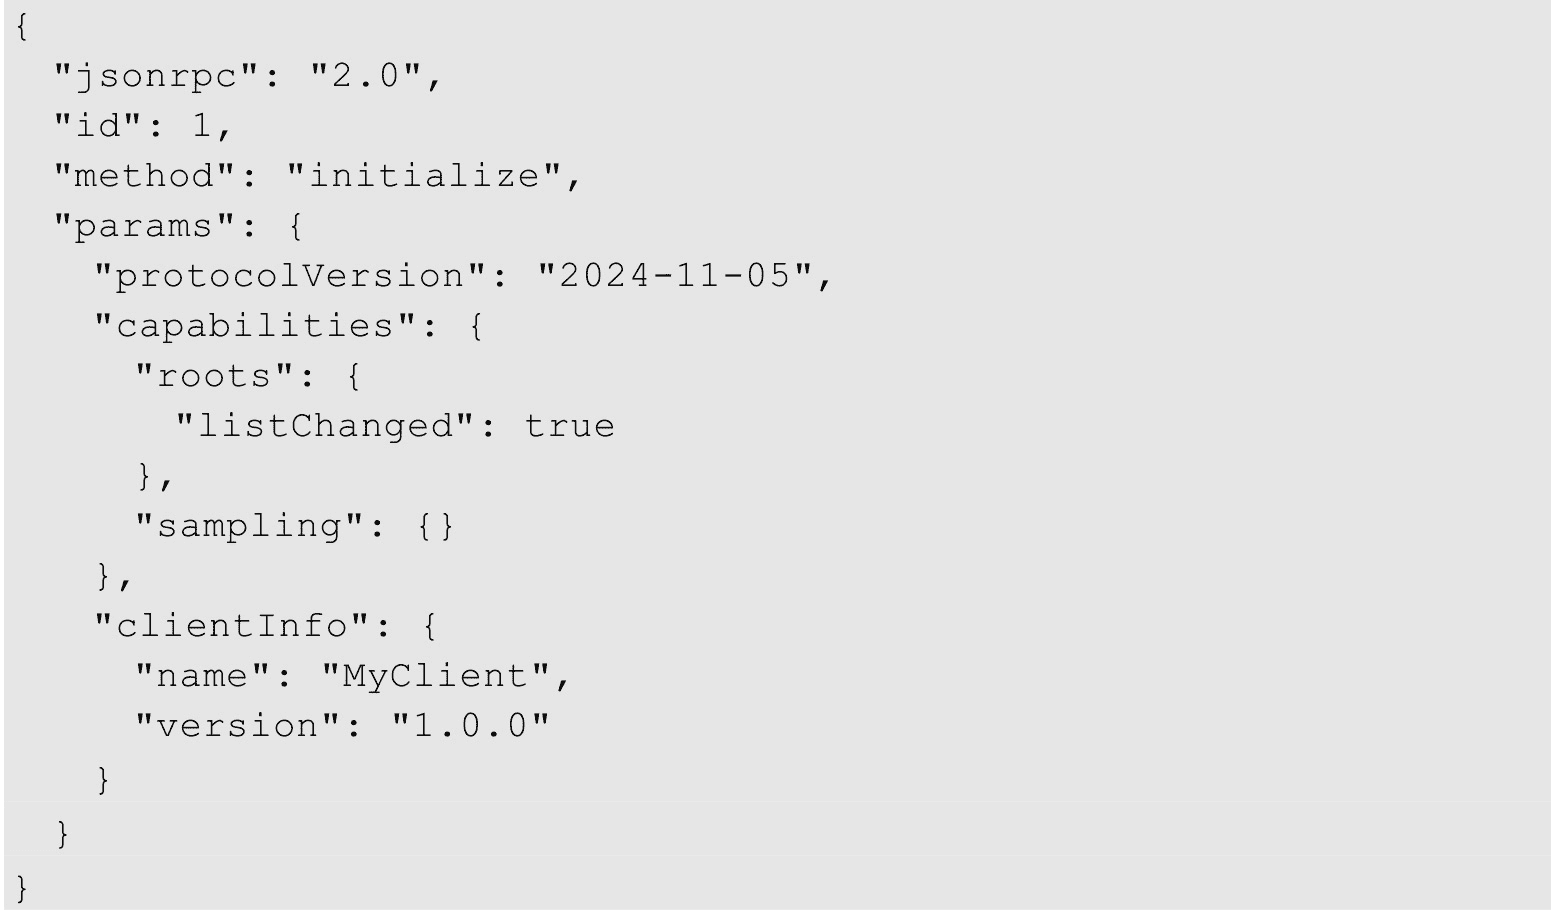 {
  "jsonrpc": "2.0",
  "id": 1,
  "method": "initialize",
  "params": {
    "protocolVersion": "2024-11-05",
    "capabilities": {
      "roots": {
        "listChanged": true
      },
      "sampling": {}
    },
    "clientInfo": {
      "name": "MyClient",
      "version": "1.0.0"
    }
  }
}